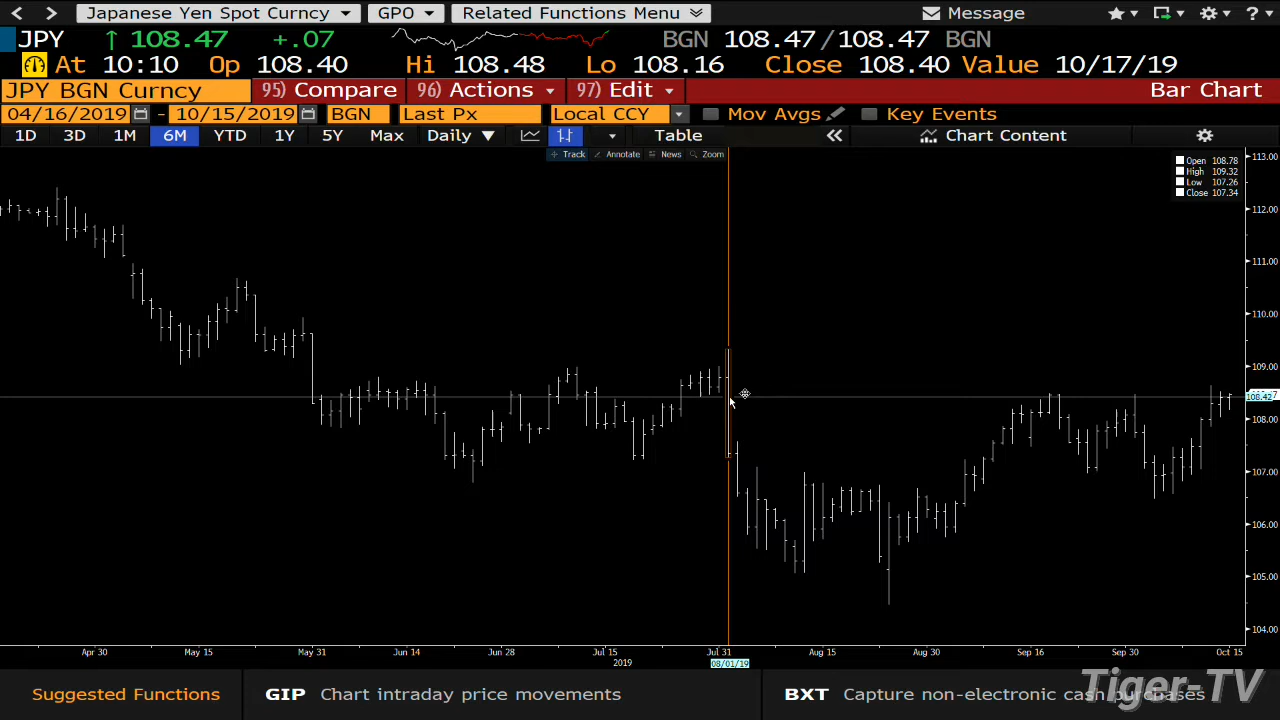 Japanese Yen Spot Curncy GPO Related Functions Menu Message ?
JPY ↑ 108.47 +.07 BGN 108.47/108.47 BGN
At 10:10 Op 108.40 Hi 108.48 Lo 108.16 Close 108.40 Value 10/17/19
JPY BGN Curncy 95) Compare 96) Actions 97) Edit Bar Chart
04/16/2019 - 10/15/2019 BGN Last Px Local CCY Mov Avgs Key Events
1D 3D 1M 6M YTD 1Y 5Y Max Daily ▼ Table Chart Content
Track Annotate News Zoom
Open 108.78
High 109.32
Low 107.26
Close 107.34
113.00
112.00
111.00
110.00
109.00
108.42
108.00
107.00
106.00
105.00
104.00
Apr 30 May 15 May 31 Jun 14 Jun 28 Jul 15 Jul 31 Aug 15 Aug 30 Sep 16 Sep 30 Oct 15
2019 08/01/19
Suggested Functions GIP Chart intraday price movements BXT Capture non-electronic cash purchases
Tiger-TV